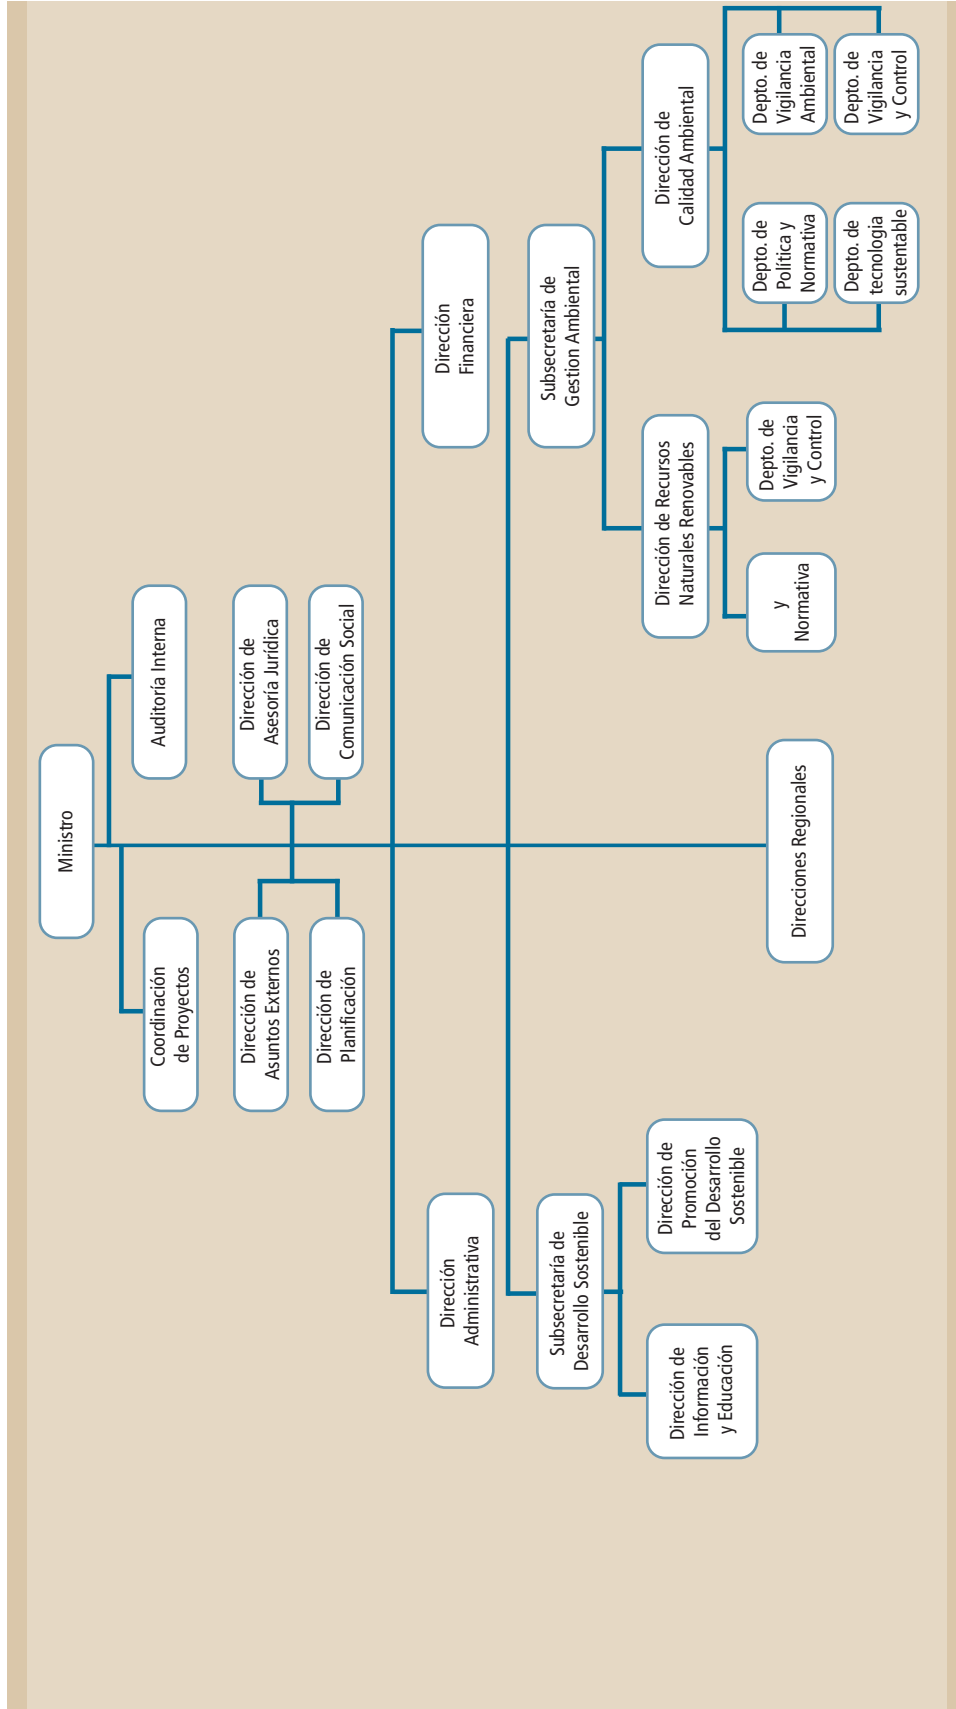 Ministro
Coordinación
de Proyectos
Auditoría Interna
Dirección de
Asuntos Externos
Dirección de
Asesoría Jurídica
Dirección de
Planificación
Dirección de
Comunicación Social
Dirección
Administrativa
Dirección
Financiera
Subsecretaría de
Desarrollo Sostenible
Subsecretaría de
Gestion Ambiental
Dirección de
Información
y Educación
Dirección de
Promoción
del Desarrollo
Sostenible
Dirección de Recursos
Naturales Renovables
Dirección de
Calidad Ambiental
Direcciones Regionales
y
Normativa
Depto. de
Vigilancia
y Control
Depto. de
Política y
Normativa
Depto. de
Vigilancia
Ambiental
Depto. de
tecnologia
sustentable
Depto. de
Vigilancia
y Control